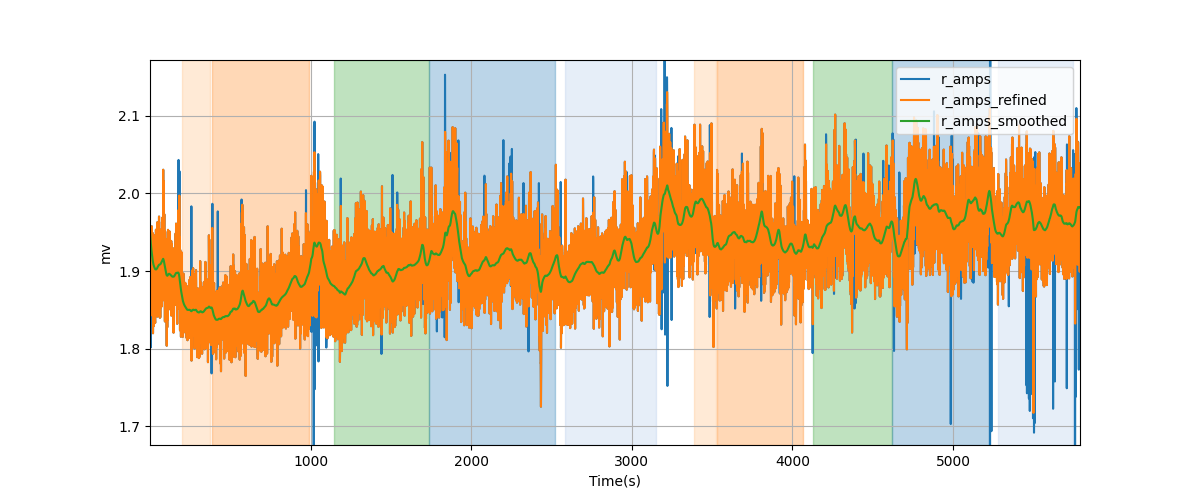 2.1
2.0
1.9
1.8
1.7
mv
1000
2000
3000
4000
5000
Time(s)
r_amps
r_amps_refined
r_amps_smoothed